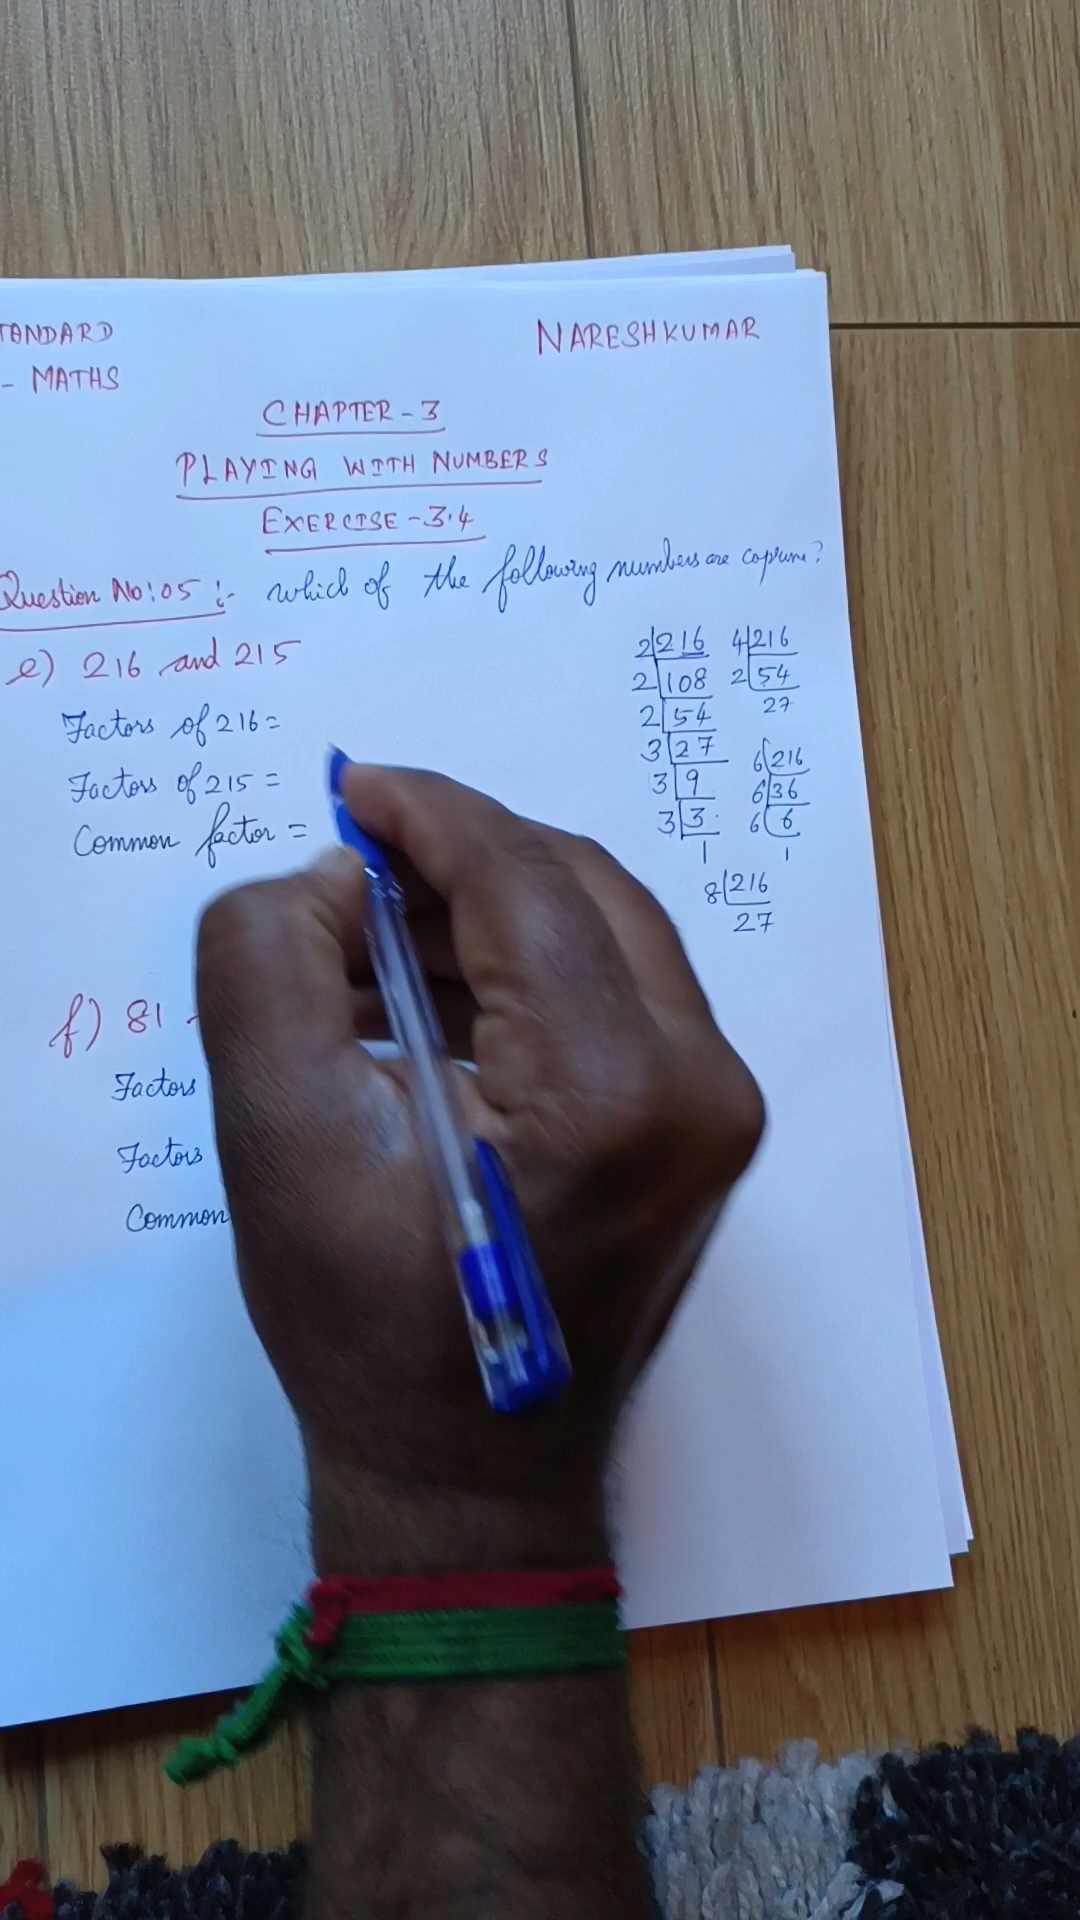 TANDARD
NARESHKUMAR
- MATHS
CHAPTER - 3
PLAYING WITH NUMBERS
EXERCISE - 3.4
Question No: 05 :- which of the following numbers are coprime?
e) 216 and 215
Factors of 216 =
Factors of 215 =
Common factor =
2 216
2 108
2 54
3 27
3 9
3 3
1
4 216
2 54
27
6 216
6 36
6 6
1
8 216
27
f) 81
Factors
Factors
Common